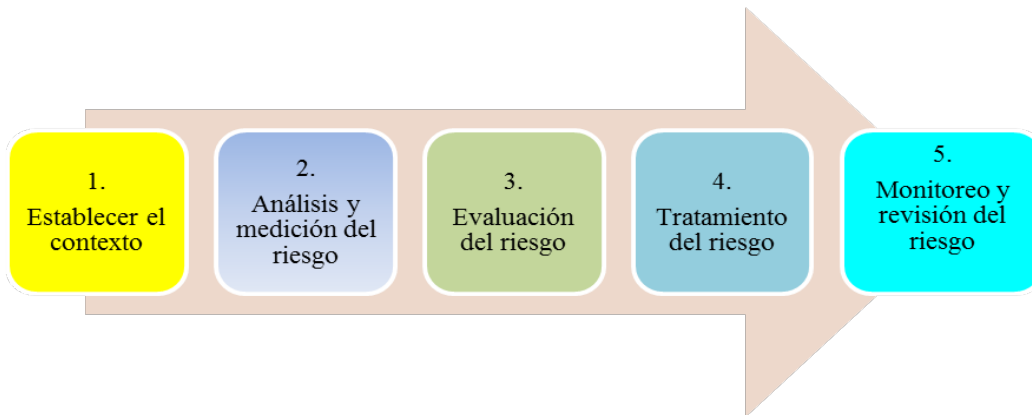 1.
Establecer el
contexto
2.
Análisis y
medición del
riesgo
3.
Evaluación
del riesgo
4.
Tratamiento
del riesgo
5.
Monitoreo y
revisión del
riesgo